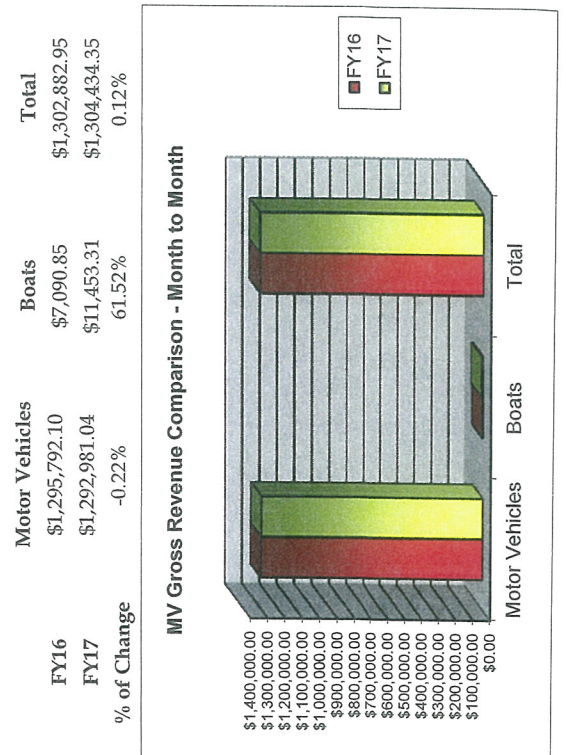 Motor Vehicles Boats Total
FY16 $1,295,792.10 $7,090.85 $1,302,882.95
FY17 $1,292,981.04 $11,453.31 $1,304,434.35
% of Change -0.22% 61.52% 0.12%
MV Gross Revenue Comparison - Month to Month
$1,400,000.00
$1,300,000.00
$1,200,000.00
$1,100,000.00
$1,000,000.00
$900,000.00
$800,000.00
$700,000.00
$600,000.00
$500,000.00
$400,000.00
$300,000.00
$200,000.00
$100,000.00
$0.00
Motor Vehicles Boats Total
FY16
FY17